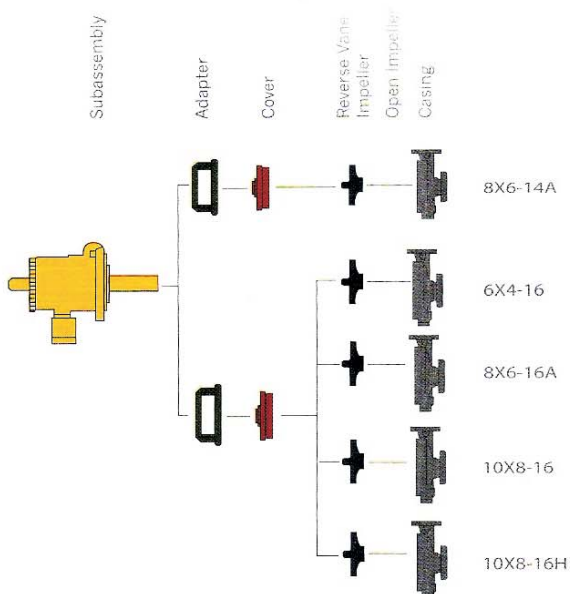 Subassembly
Adapter
Cover
Reverse Vane
Impeller
Open Impeller
Casing
8X6-14A
6X4-16
8X6-16A
10X8-16
10X8-16H